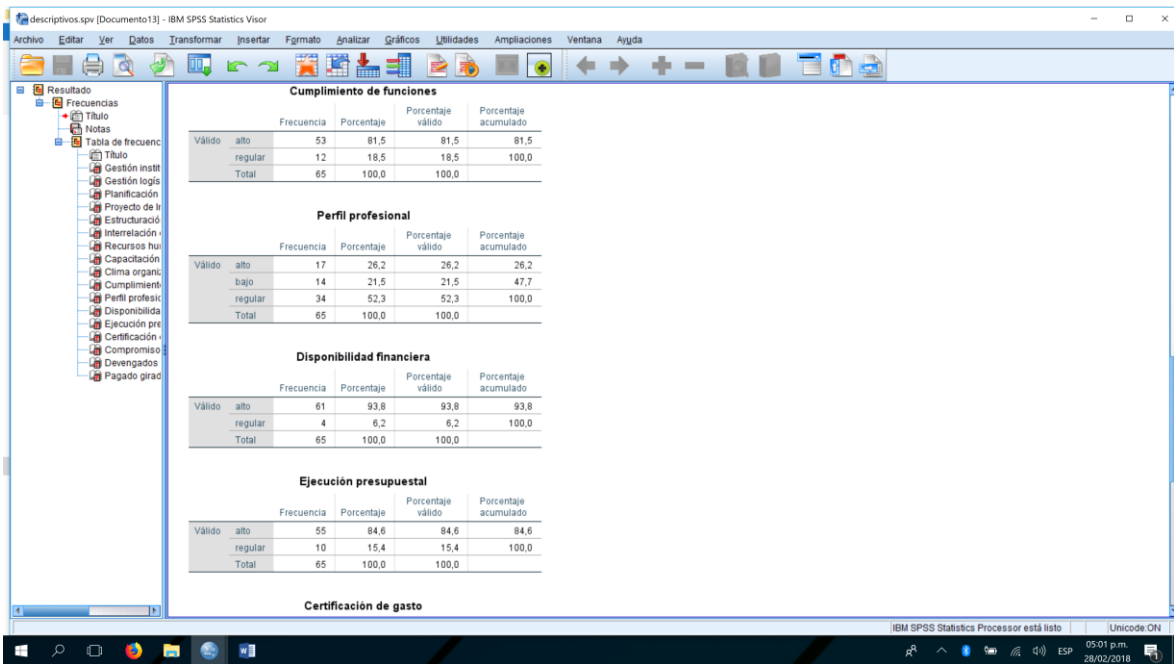 descriptivos.spv [Documento13] - IBM SPSS Statistics Visor
Archivo Editar Ver Datos Transformar Insertar Formato Analizar Gráficos Utilidades Ampliaciones Ventana Ayuda
Resultado
Frecuencias
Título
Notas
Tabla de frecuenc
Título
Gestión instit
Gestión logís
Planificación
Proyecto de
Estructuració
Interrelación
Recursos hu
Capacitación
Clima organiz
Cumplimient
Perfil profesic
Disponibilida
Ejecución pre
Certificación
Compromiso
Devengados
Pagado girad
Cumplimiento de funciones
Frecuencia Porcentaje Porcentaje válido Porcentaje acumulado
Válido alto 53 81,5 81,5 81,5
regular 12 18,5 18,5 100,0
Total 65 100,0 100,0
Perfil profesional
Frecuencia Porcentaje Porcentaje válido Porcentaje acumulado
Válido alto 17 26,2 26,2 26,2
bajo 14 21,5 21,5 47,7
regular 34 52,3 52,3 100,0
Total 65 100,0 100,0
Disponibilidad financiera
Frecuencia Porcentaje Porcentaje válido Porcentaje acumulado
Válido alto 61 93,8 93,8 93,8
regular 4 6,2 6,2 100,0
Total 65 100,0 100,0
Ejecución presupuestal
Frecuencia Porcentaje Porcentaje válido Porcentaje acumulado
Válido alto 55 84,6 84,6 84,6
regular 10 15,4 15,4 100,0
Total 65 100,0 100,0
Certificación de gasto
IBM SPSS Statistics Processor está listo Unicode:ON
ESP
05:01 p.m.
28/02/2018